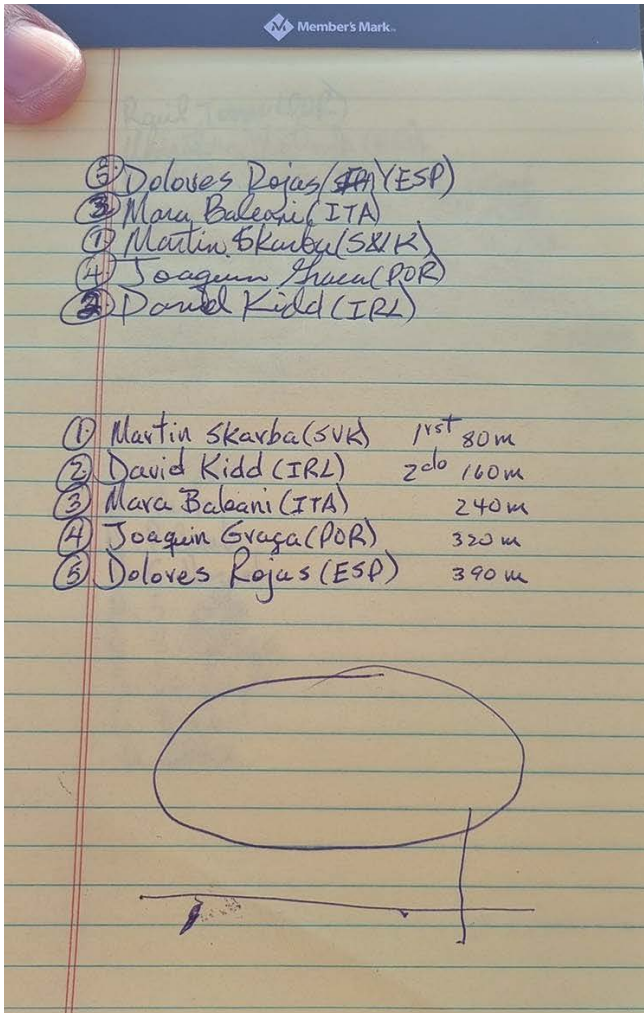 Member's Mark
⑤ Dolores Rojas (ESP)
③ Mara Baleani (ITA)
① Martin Skarba (SVK)
④ Joaquin Graca (POR)
② David Kidd (IRL)
① Martin Skarba (SVK) 1rst 80m
② David Kidd (IRL) 2do 160m
③ Mara Baleani (ITA) 240m
④ Joaquin Graça (POR) 320m
⑤ Dolores Rojas (ESP) 390m